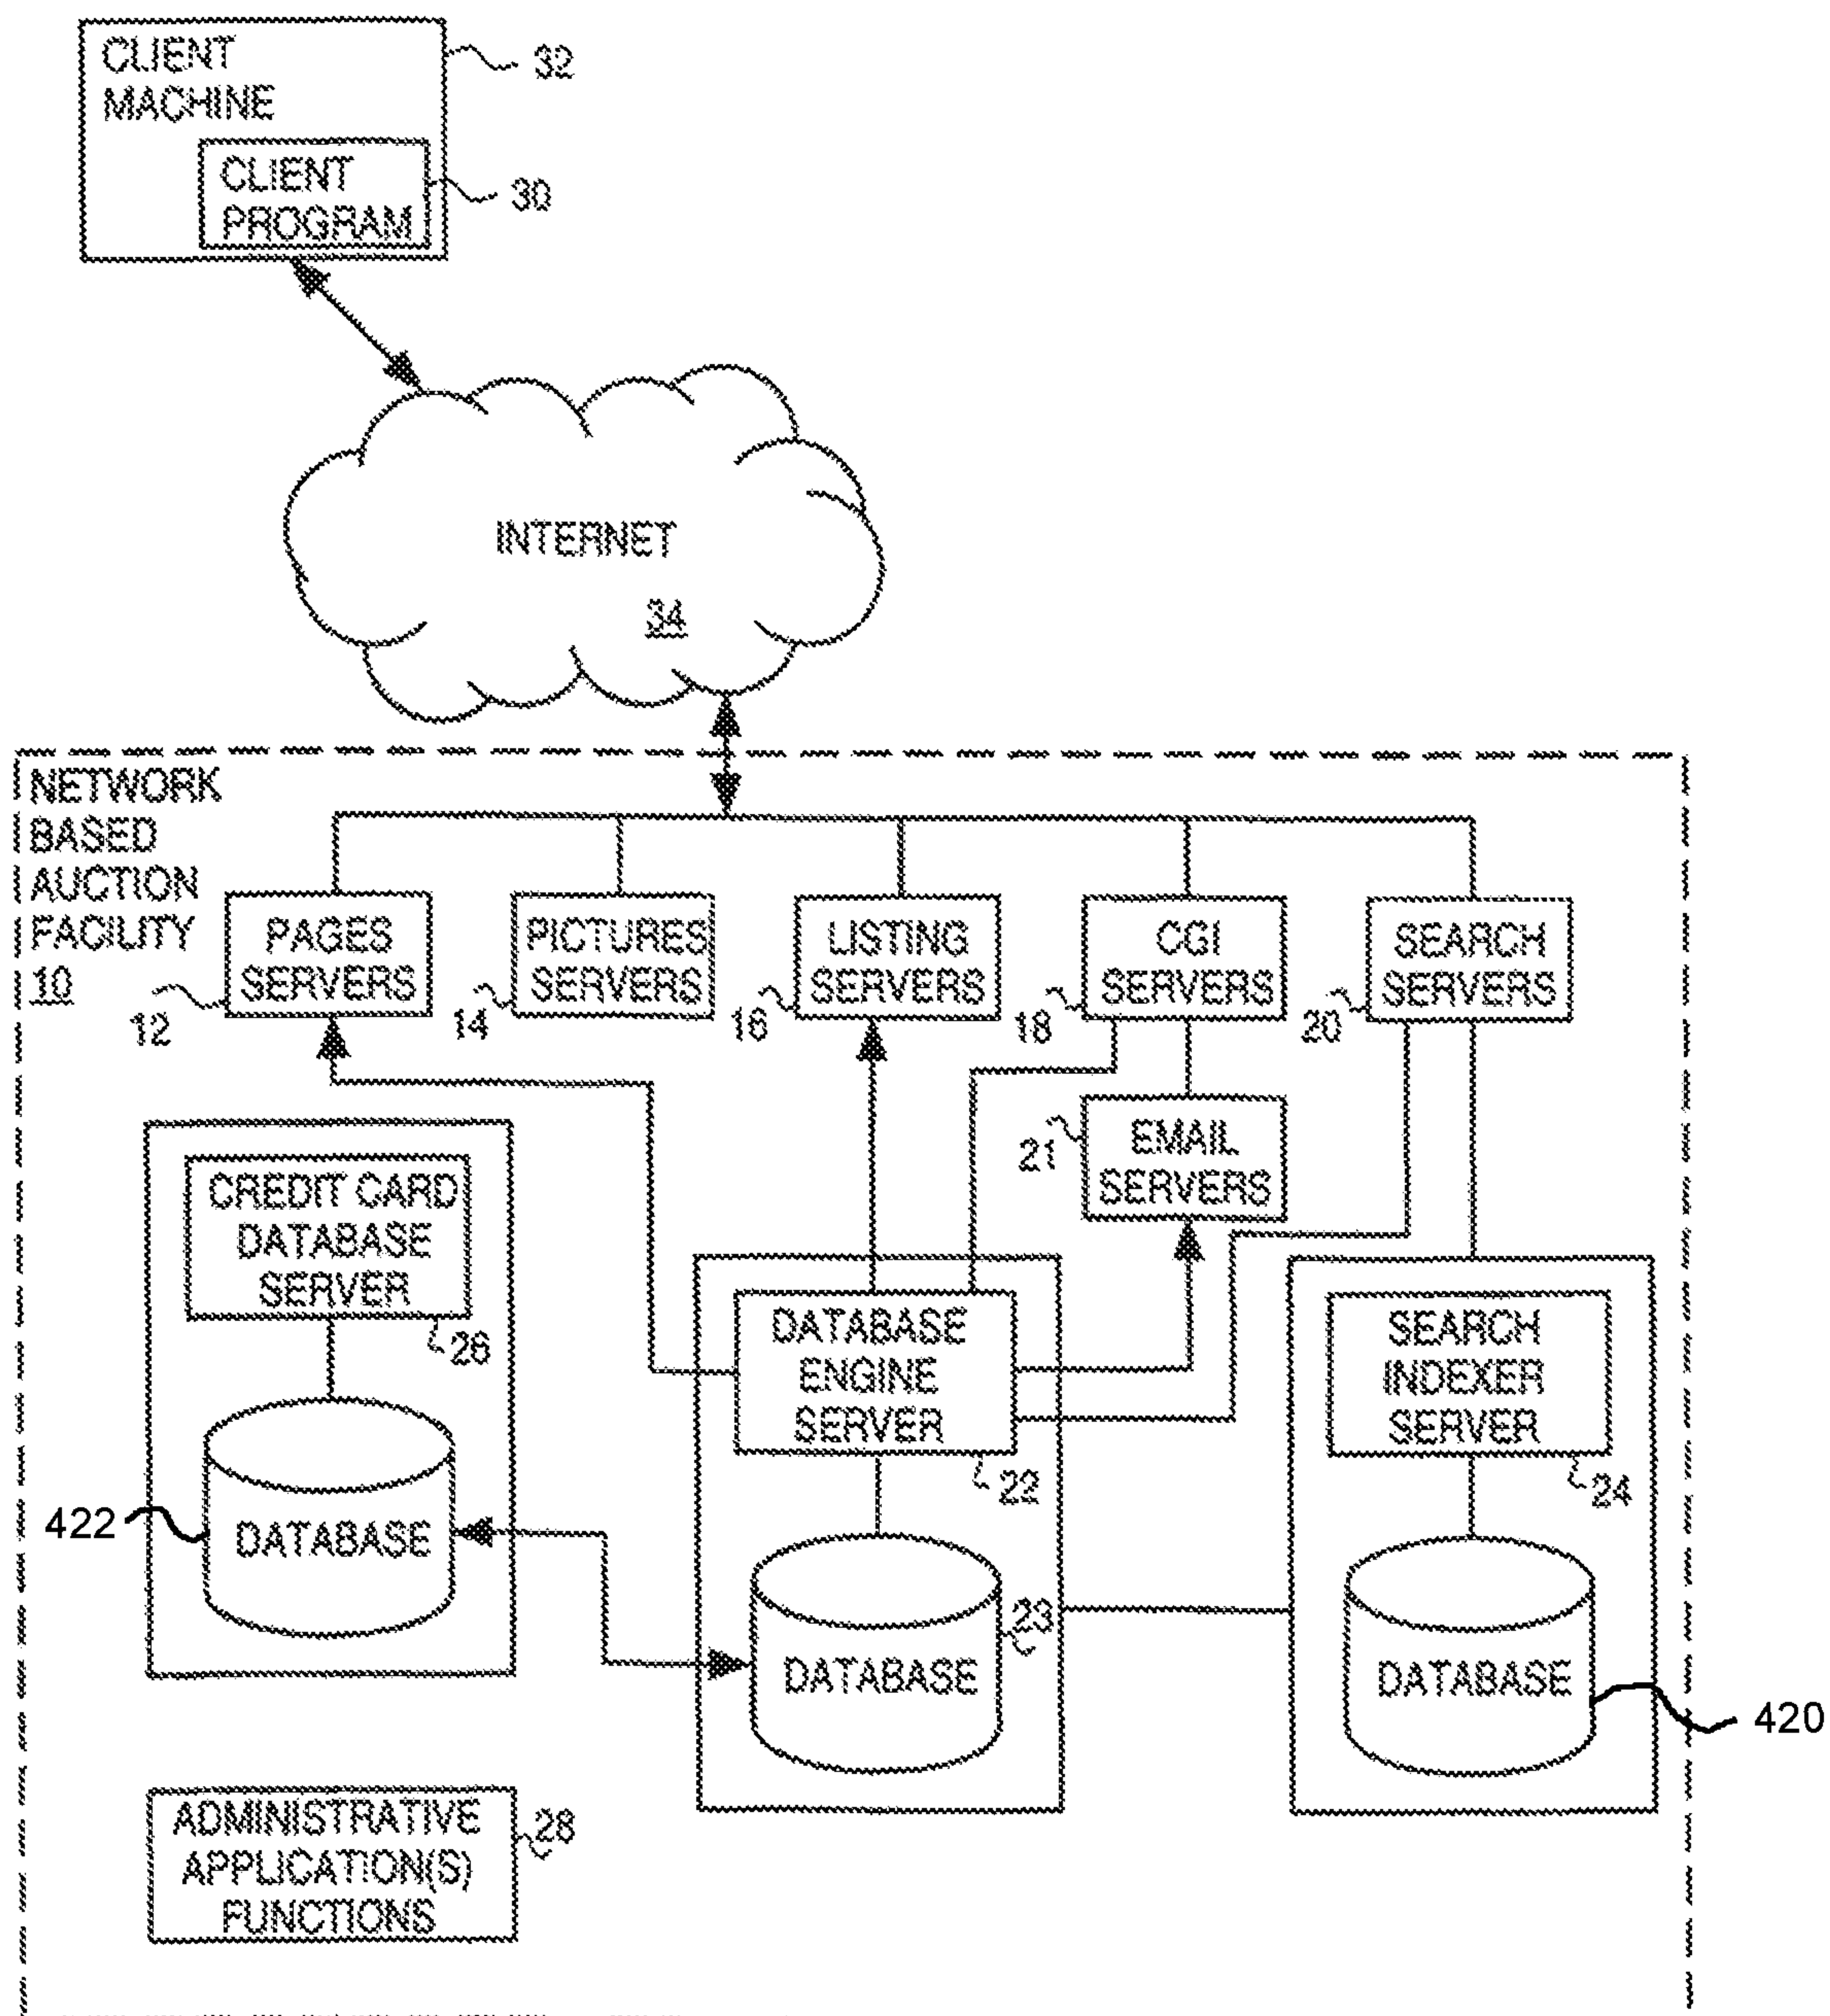 CLIENT
MACHINE
32
CLIENT
PROGRAM
30
INTERNET
34
NETWORK
BASED
AUCTION
FACILITY
10
PAGES
SERVERS
12
PICTURES
SERVERS
14
LISTING
SERVERS
16
CGI
SERVERS
18
SEARCH
SERVERS
20
EMAIL
SERVERS
21
CREDIT CARD
DATABASE
SERVER
26
DATABASE
422
DATABASE
ENGINE
SERVER
22
DATABASE
23
SEARCH
INDEXER
SERVER
24
DATABASE
420
ADMINISTRATIVE
APPLICATION(S)
FUNCTIONS
28